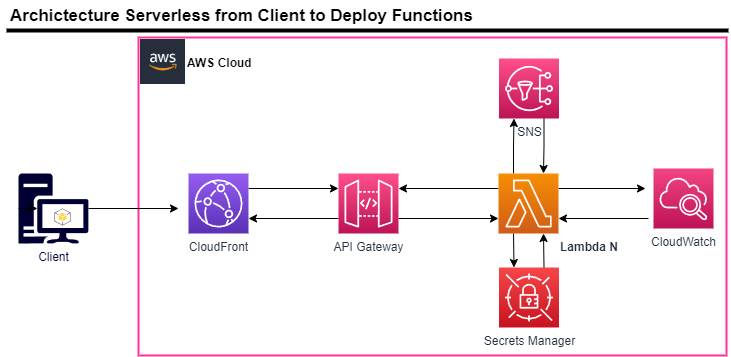 Archictecture Serverless from Client to Deploy Functions
aws
AWS Cloud
SNS
Client
CloudFront
API Gateway
Lambda N
CloudWatch
Secrets Manager